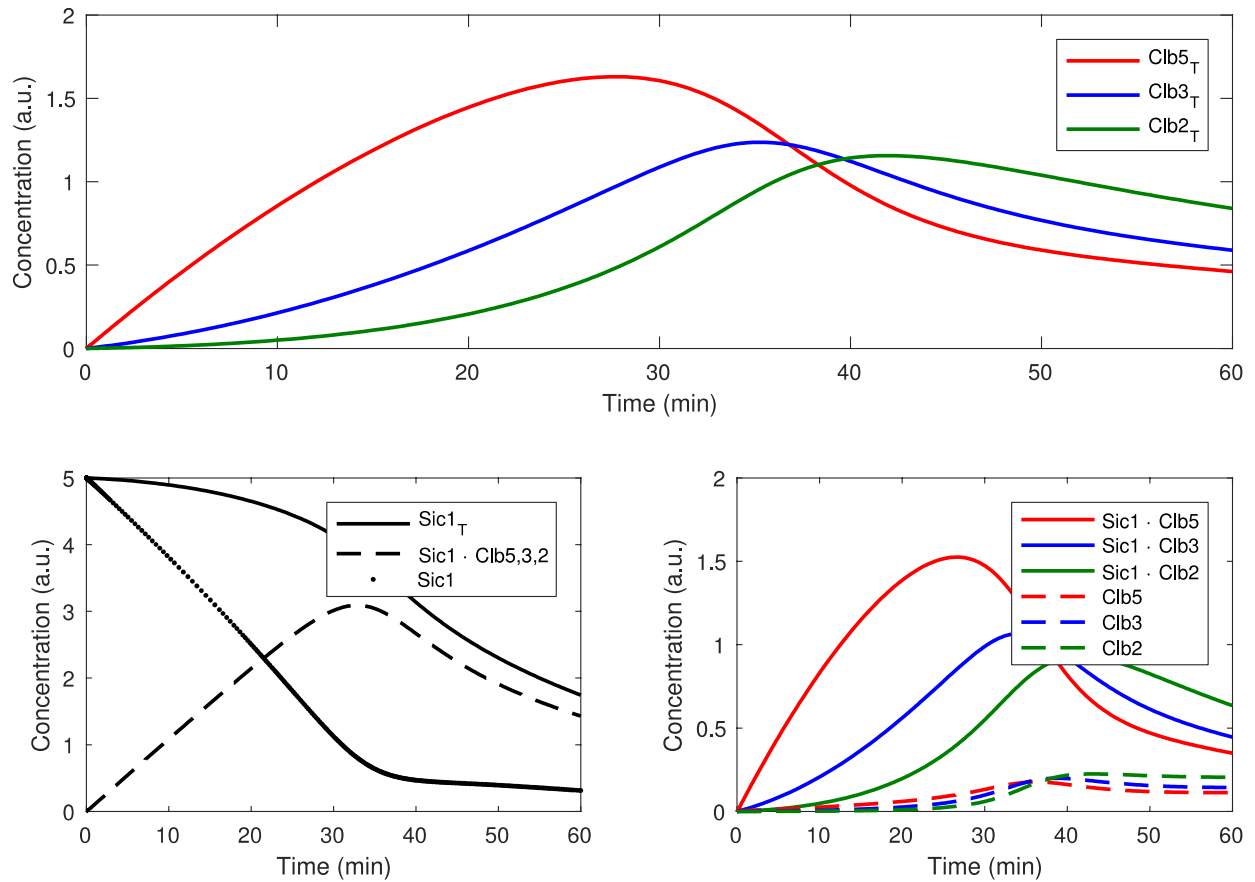 2
1.5
1
0.5
0
Concentration (a.u.)
Clb5T
Clb3T
Clb2T
0 10 20 30 40 50 60
Time (min)
5
4
3
2
1
0
Concentration (a.u.)
Sic1T
Sic1 · Clb5,3,2
Sic1
0 10 20 30 40 50 60
Time (min)
2
1.5
1
0.5
0
Concentration (a.u.)
Sic1 · Clb5
Sic1 · Clb3
Sic1 · Clb2
Clb5
Clb3
Clb2
0 10 20 30 40 50 60
Time (min)